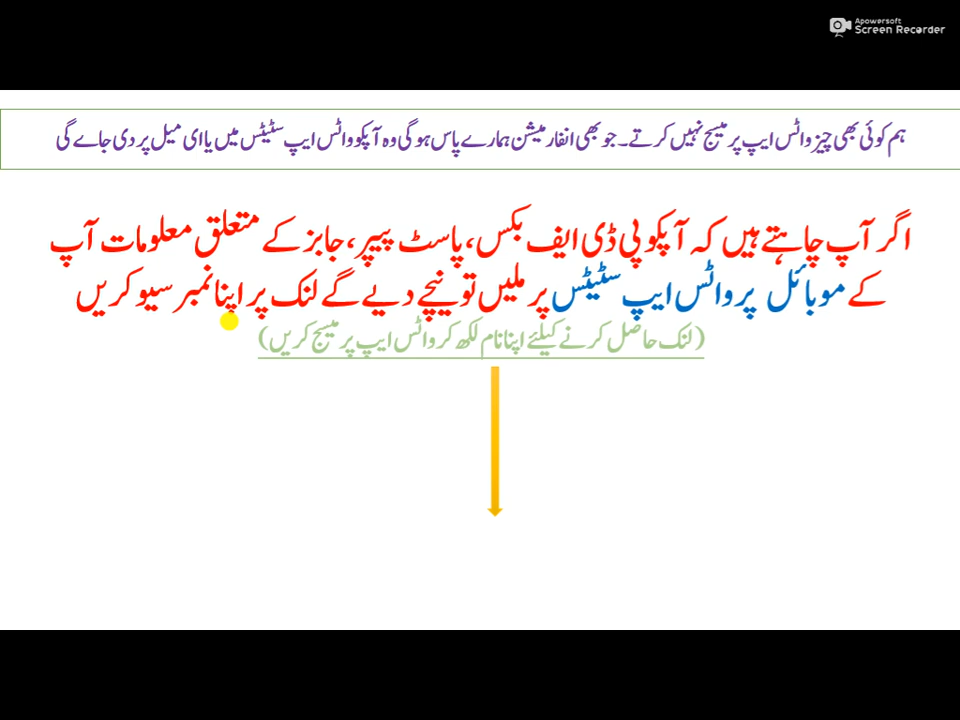 Apowersoft
Screen Recorder
ہم کوئی بھی چیز واٹس ایپ پر میسج نہیں کرتے۔ جو بھی انفارمیشن ہمارے پاس ہوگی وہ آپکو واٹس ایپ سٹیٹس میں یا ای میل پر دی جاے گی
اگر آپ چاہتے ہیں کہ آپکو پی ڈی ایف بکس، پاسٹ پیپر، جابز کے متعلق معلومات آپ
کے موبائل پر واٹس ایپ سٹیٹس پر ملیں تو نیچے دیے گے لنک پر اپنا نمبر سیو کریں
(لنک حاصل کرنے کیلئے اپنا نام لکھ کر واٹس ایپ پر میسج کریں)